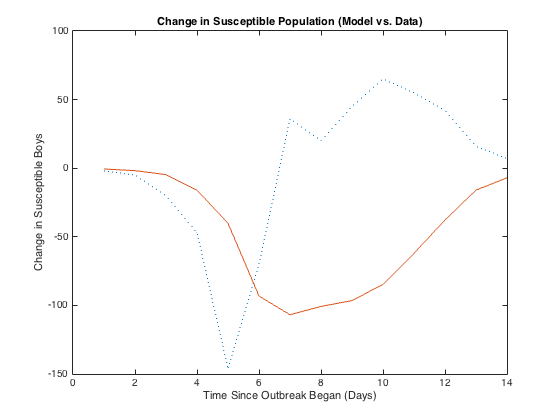 Change in Susceptible Population (Model vs. Data)
100
50
0
-50
-100
-150
Change in Susceptible Boys
0 2 4 6 8 10 12 14
Time Since Outbreak Began (Days)